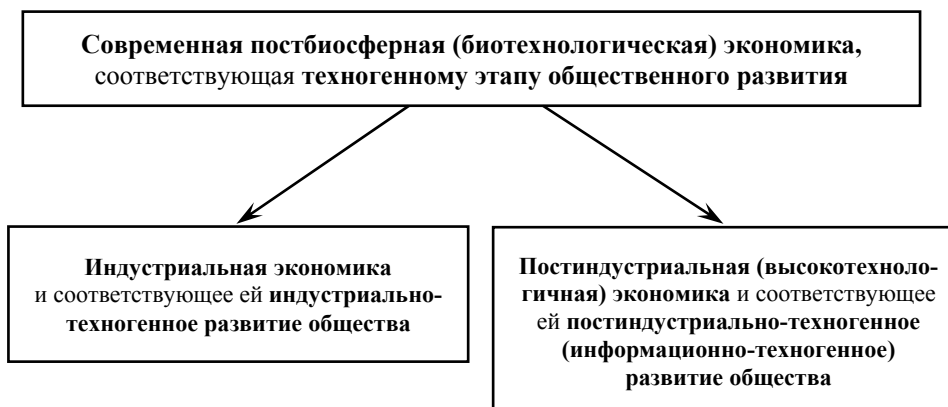 Современная постбиосферная (биотехнологическая) экономика,
соответствующая техногенному этапу общественного развития
Индустриальная экономика
и соответствующее ей индустриально-
техногенное развитие общества
Постиндустриальная (высокотехноло-
гичная) экономика и соответствующее
ей постиндустриально-техногенное
(информационно-техногенное)
развитие общества